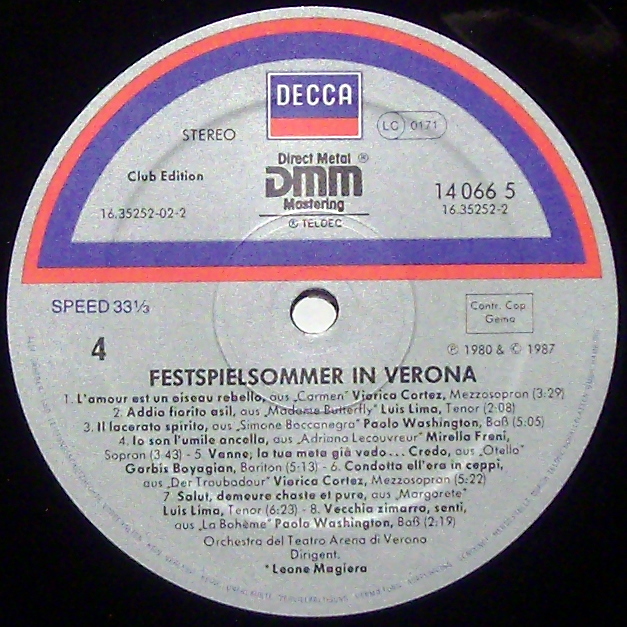 DECCA
STEREO
LC 0171
Direct Metal ®
Club Edition
DMM
14 066 5
Mastering
16.35252-02-2
16.35252-2
℗ TELDEC
SPEED 33⅓
Contr. Cop
Gema
4
℗ 1980 & © 1987
FESTSPIELSOMMER IN VERONA
1. L'amour est un oiseau rebello, aus „Carmen" Viorica Cortez, Mezzosopran (3:29)
2. Addio fiorito asil, aus „Madame Butterfly" Luis Lima, Tenor (2:08)
3. Il lacerato spirito, aus „Simone Boccanegra" Paolo Washington, Baß (5:05)
4. Io son l'umile ancella, aus „Adriana Lecouvreur" Mirella Freni,
Sopran (3:43) - 5. Vanne; la tua meta già vedo... Credo, aus „Otello"
Garbis Boyagian, Bariton (5:13) - 6. Condotta ell'era in ceppi,
aus „Der Troubadour" Viorica Cortez, Mezzosopran (5:22)
7 Salut, demeure chaste et pure, aus „Margarete"
Luis Lima, Tenor (6:23) - 8. Vecchia zimarra, senti,
aus „La Bohème" Paolo Washington, Baß (2:19)
Orchestra del Teatro Arena di Verona
Dirigent.
*Leone Magiera